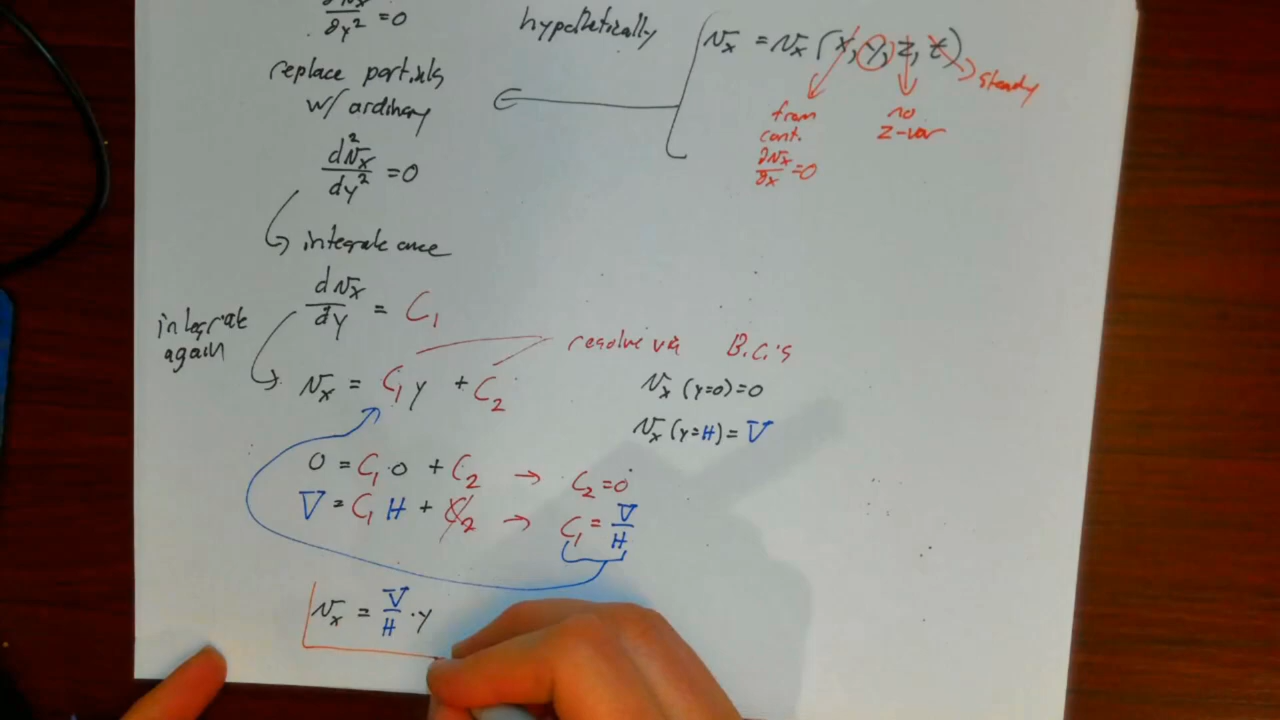 ∂²vₓ/∂y² = 0
replace partials
w/ ordinary
d²vₓ/dy² = 0
integrate once
dvₓ/dy = C₁
integrate
again
vₓ = C₁ y + C₂
0 = C₁·0 + C₂ → C₂ = 0
V = C₁ H + C₂ → C₁ = V/H
vₓ = V/H · y
hypothetically
vₓ = vₓ (x, y, z, t)
steady
from
cont.
∂vₓ/∂x = 0
no
z-var
resolve via B.C.'s
vₓ (y=0) = 0
vₓ (y=H) = V